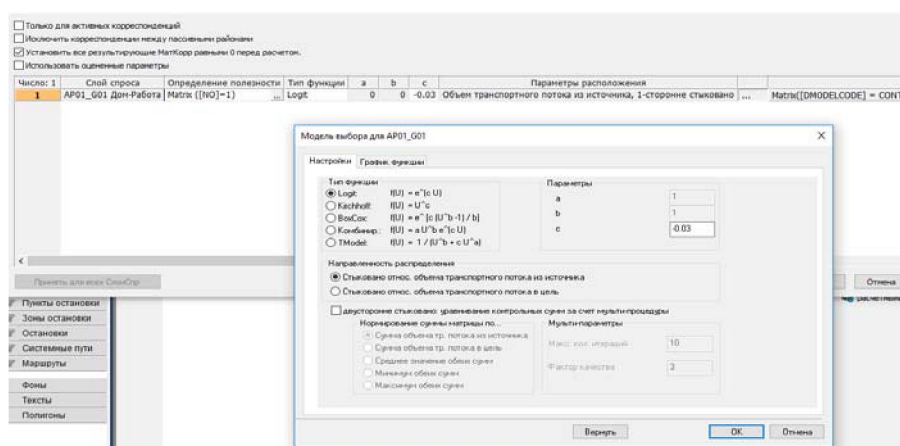 Только для активных корреспонденций
Исключить корреспонденции между пассивными районами
Установить все результирующие МатКорр равными 0 перед расчетом.
Использовать оцененные параметры
Число: 1 Слой спроса Определение полезности Тип функции a b c Параметры расположения
1 AP01_G01 Дом-Работа Matrix ([NO]=1) ... Logit 0 0 -0.03 Объем транспортного потока из источника, 1-сторонне стыковано ... Matrix([DMODELCODE] = CONT
Модель выбора для AP01_G01 X
Настройки График функции
Тип функции
Logit: f(U) = e^(c U)
Kirchhoff: f(U) = U^c
BoxCox: f(U) = e^ [c (U^b -1) / b]
Комбинир.: f(U) = a U^b e^(c U)
TModel: f(U) = 1 / (U^b + c U^a)
Параметры
a 1
b 1
c -0.03
Направленность распределения
Стыковано относ. объема транспортного потока из источника
Стыковано относ. объема транспортного потока в цель
двусторонне стыковано: уравнивание контрольных сумм за счет мульти-процедуры
Нормирование суммы матрицы по...
Сумма объема тр. потока из источника
Сумма объема тр. потока в цель
Среднее значение обеих сумм
Минимум обеих сумм
Максимум обеих сумм
Мульти-параметры
Макс. кол. итераций 10
Фактор качества 3
Вернуть OK Отмена
Принять для всех СлояСпр Отмена
Пункты остановки
Зоны остановки
Остановки
Системные пути
Маршруты
Фоны
Тексты
Полигоны